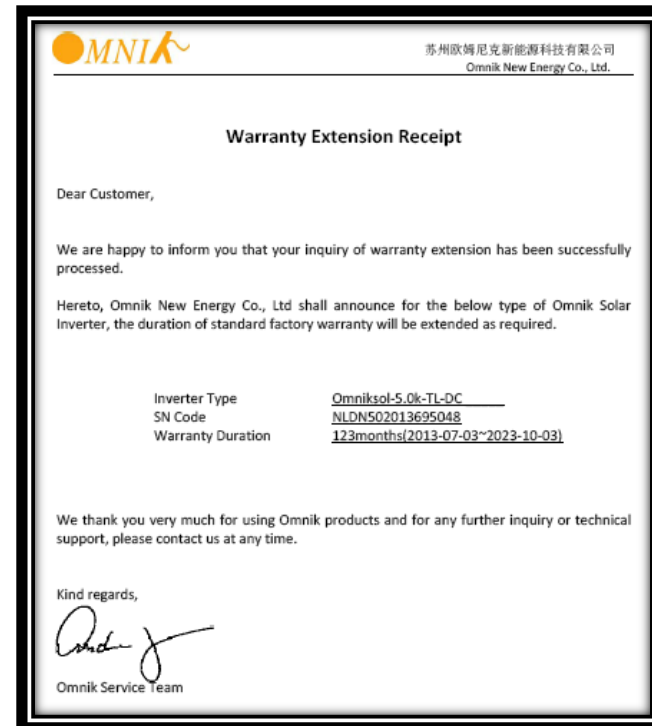 OMNIK
苏州欧姆尼克新能源科技有限公司
Omnik New Energy Co., Ltd.
Warranty Extension Receipt
Dear Customer,
We are happy to inform you that your inquiry of warranty extension has been successfully
processed.
Hereto, Omnik New Energy Co., Ltd shall announce for the below type of Omnik Solar
Inverter, the duration of standard factory warranty will be extended as required.
Inverter Type Omniksol-5.0k-TL-DC
SN Code NLDN502013695048
Warranty Duration 123months(2013-07-03~2023-10-03)
We thank you very much for using Omnik products and for any further inquiry or technical
support, please contact us at any time.
Kind regards,
Omnik Service Team